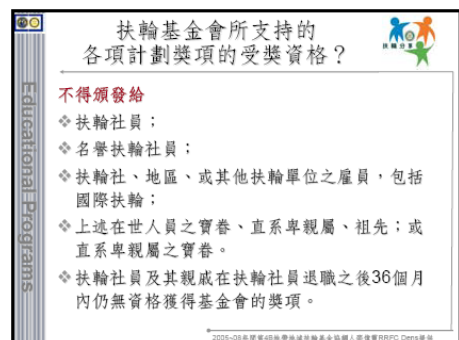 扶輪基金會所支持的
各項計劃獎項的受獎資格？
扶輪分享
Educational Programs
不得頒發給
❖扶輪社員；
❖名譽扶輪社員；
❖扶輪社、地區、或其他扶輪單位之雇員，包括
國際扶輪；
❖上述在世人員之寶眷、直系卑親屬、祖先；或
直系卑親屬之寶眷。
❖扶輪社員及其親戚在扶輪社員退職之後36個月
內仍無資格獲得基金會的獎項。